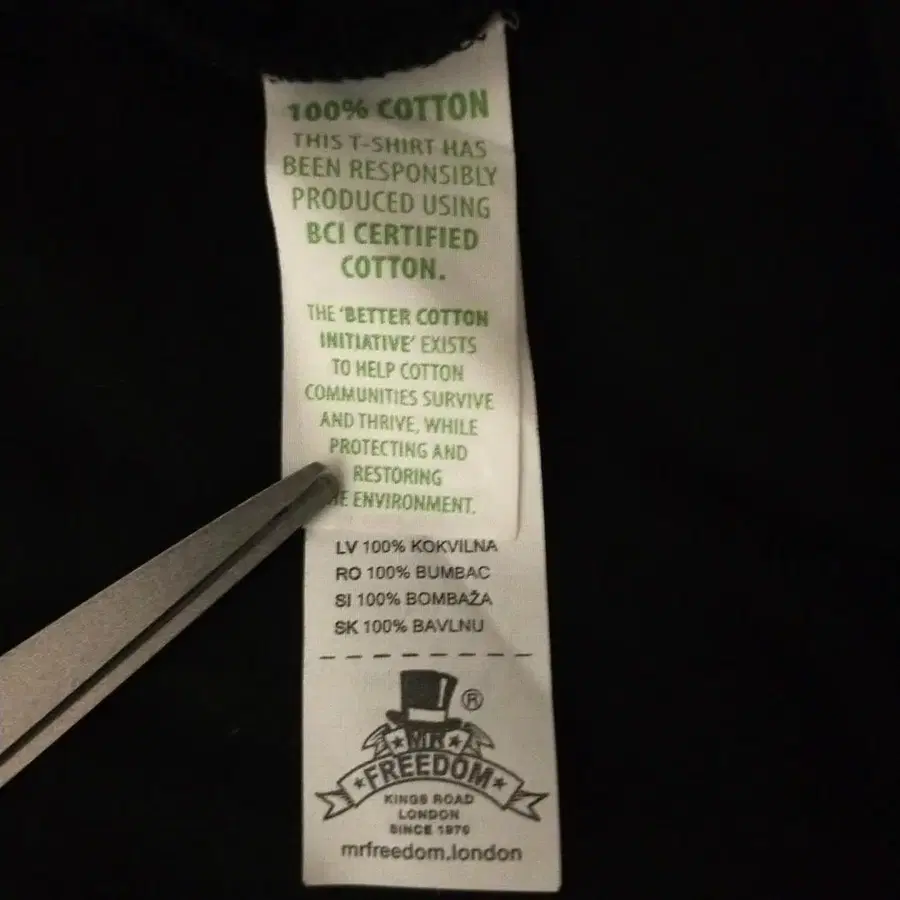 100% COTTON
THIS T-SHIRT HAS
BEEN RESPONSIBLY
PRODUCED USING
BCI CERTIFIED
COTTON.
THE 'BETTER COTTON
INITIATIVE' EXISTS
TO HELP COTTON
COMMUNITIES SURVIVE
AND THRIVE, WHILE
PROTECTING AND
RESTORING
HE ENVIRONMENT.
LV 100% KOKVILNA
RO 100% BUMBAC
SI 100% BOMBAŽA
SK 100% BAVLNU
®
MR
FREEDOM
KINGS ROAD
LONDON
SINCE 1976
mrfreedom.london